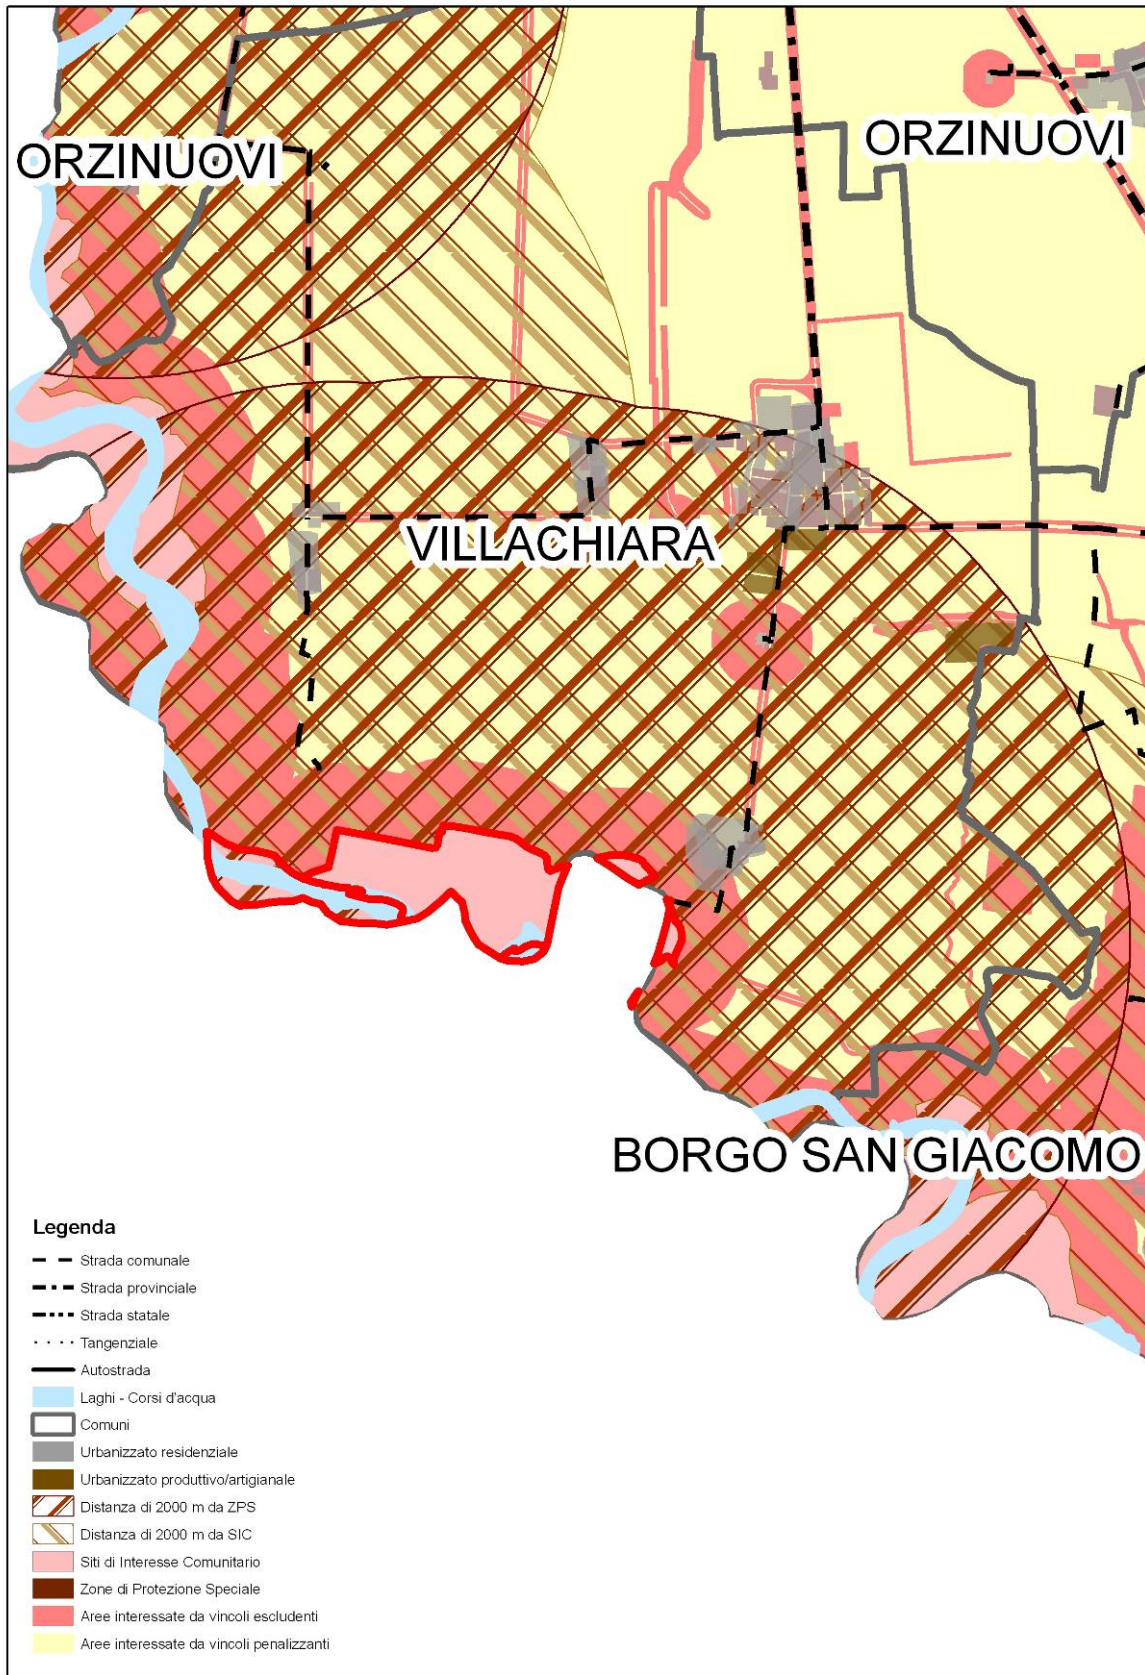 ORZINUOVI
ORZINUOVI
VILLACHIARA
BORGO SAN GIACOMO
Legenda
Strada comunale
Strada provinciale
Strada statale
Tangenziale
Autostrada
Laghi - Corsi d'acqua
Comuni
Urbanizzato residenziale
Urbanizzato produttivo/artigianale
Distanza di 2000 m da ZPS
Distanza di 2000 m da SIC
Siti di Interesse Comunitario
Zone di Protezione Speciale
Aree interessate da vincoli escludenti
Aree interessate da vincoli penalizzanti